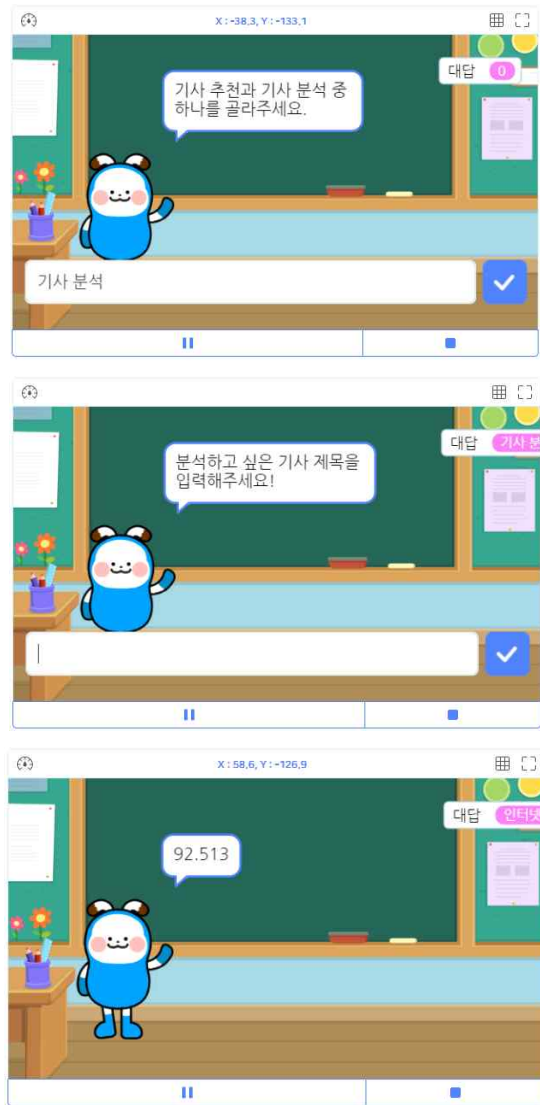 X : -38.3, Y : -133.1
대답 0
기사 추천과 기사 분석 중
하나를 골라주세요.
기사 분석
대답 기사 분
분석하고 싶은 기사 제목을
입력해주세요!
X : 58.6, Y : -126.9
대답 인터넷
92.513